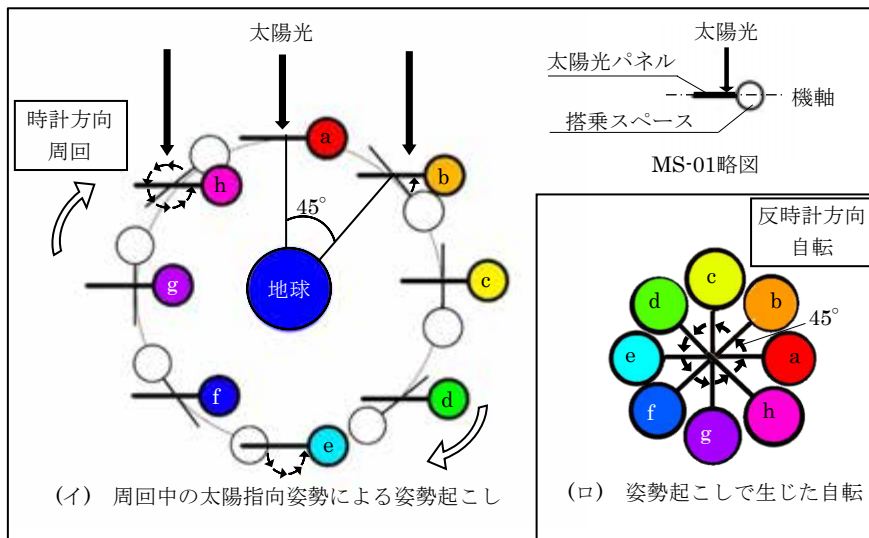 太陽光
時計方向
周回
a
b
c
d
e
f
g
h
45°
地球
(イ) 周回中の太陽指向姿勢による姿勢起こし
太陽光
太陽光パネル
機軸
搭乗スペース
MS-01略図
反時計方向
自転
c
b
a
h
g
f
e
d
45°
(ロ) 姿勢起こしで生じた自転